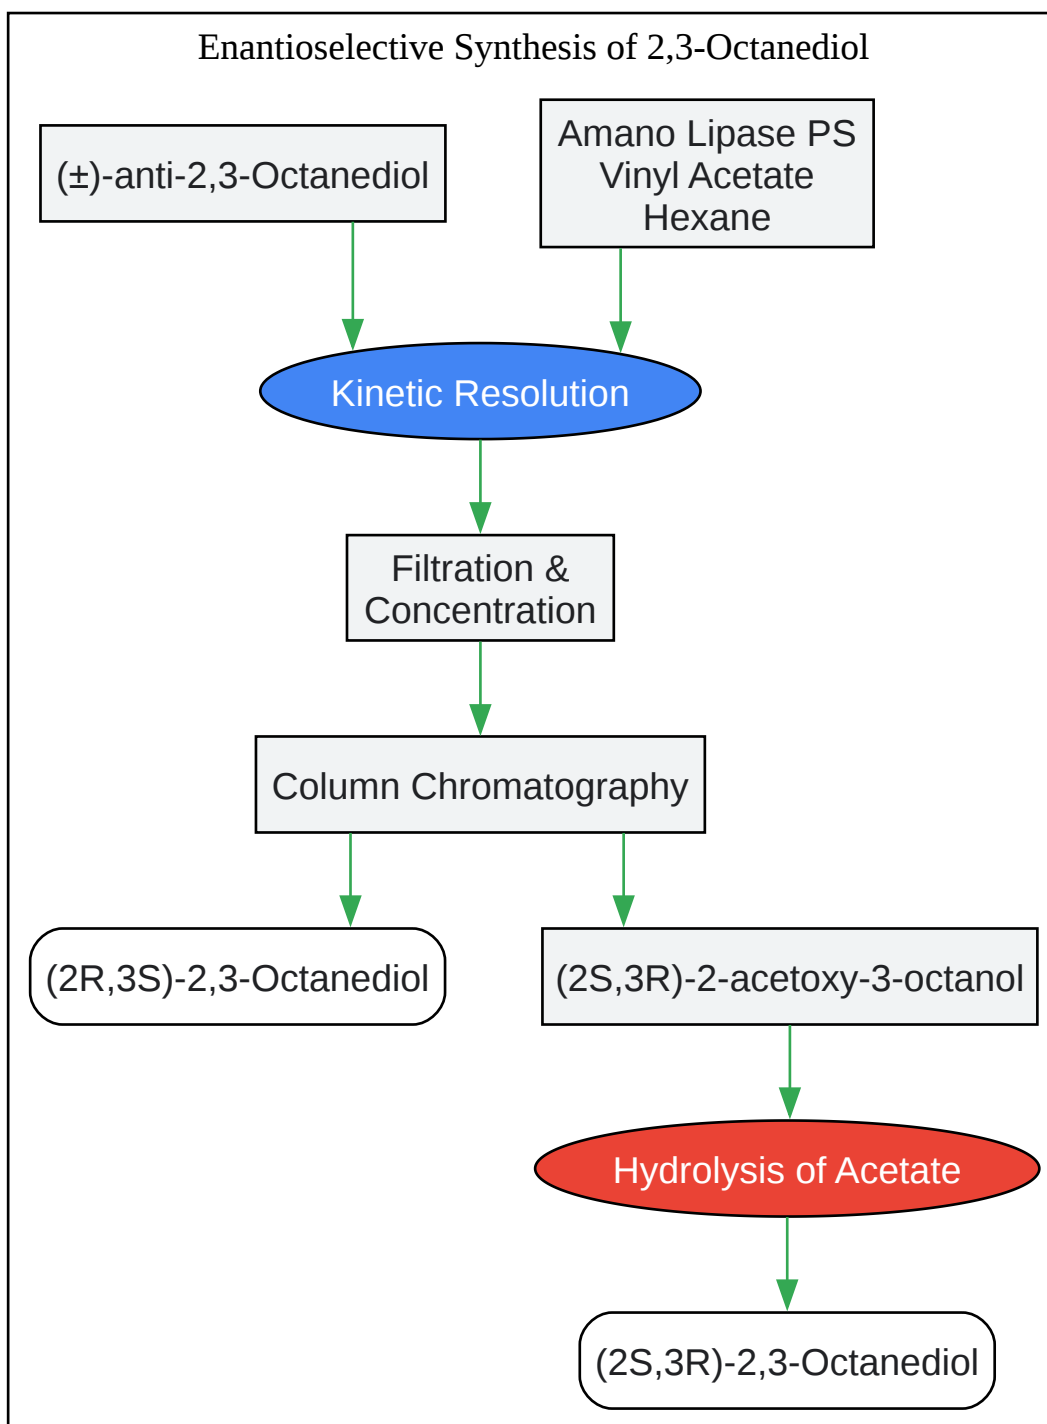 Enantioselective Synthesis of 2,3-Octanediol
(±)-anti-2,3-Octanediol
Amano Lipase PS
Vinyl Acetate
Hexane
Kinetic Resolution
Filtration &
Concentration
Column Chromatography
(2R,3S)-2,3-Octanediol
(2S,3R)-2-acetoxy-3-octanol
Hydrolysis of Acetate
(2S,3R)-2,3-Octanediol